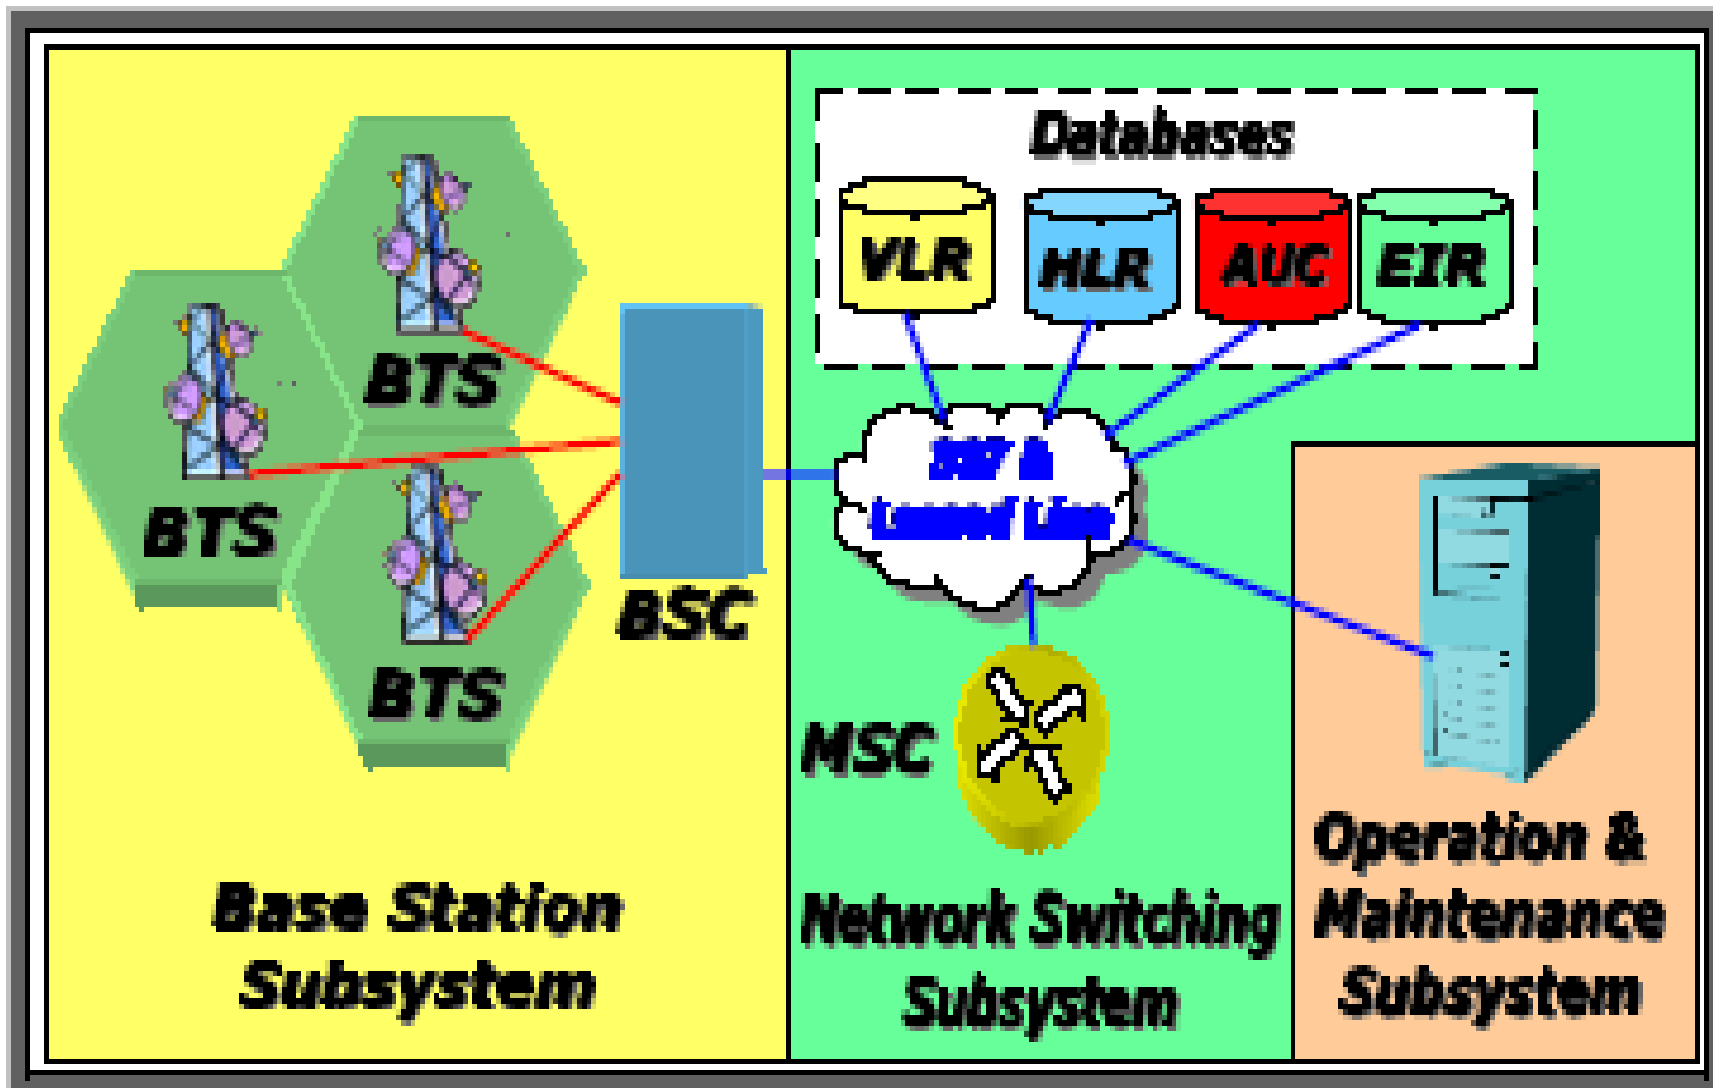 Databases
VLR
HLR
AUC
EIR
BTS
BTS
BTS
BSC
MSC
Base Station
Subsystem
Network Switching
Subsystem
Operation &
Maintenance
Subsystem